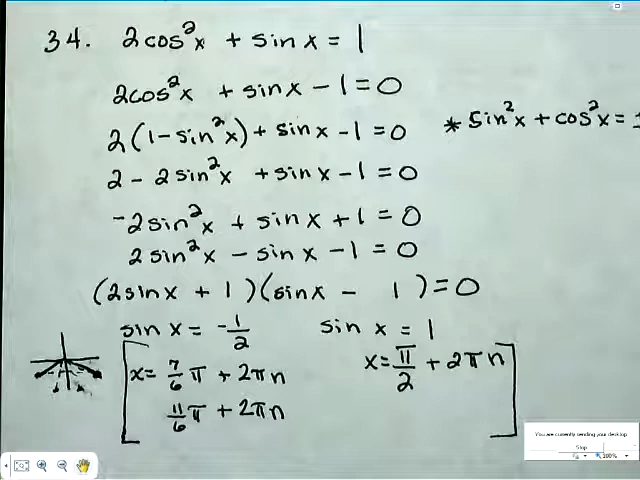 34. 2cos²x + sin x = 1
2cos²x + sin x - 1 = 0
2(1 - sin²x) + sin x - 1 = 0 * sin²x + cos²x = 1
2 - 2sin²x + sin x - 1 = 0
-2sin²x + sin x + 1 = 0
2sin²x - sin x - 1 = 0
(2sinx + 1)(sinx - 1) = 0
sin x = -1/2 sin x = 1
x = 7/6 π + 2πn x = π/2 + 2πn
11/6 π + 2πn
You are currently sending your desktop
Stop
100%